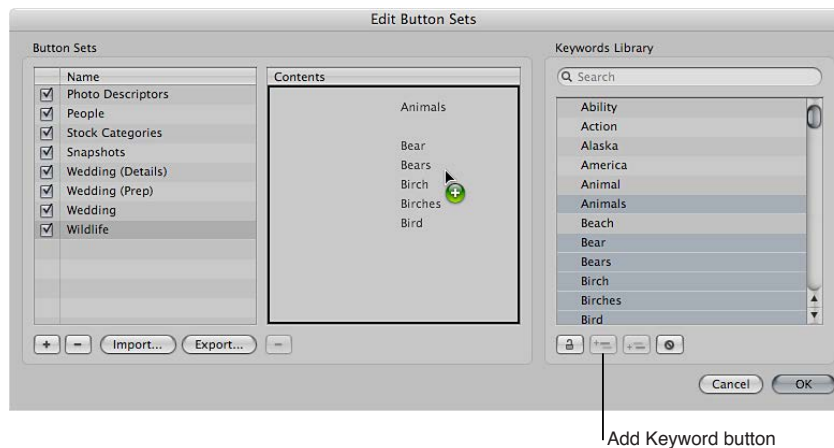 Edit Button Sets
Button Sets
Name
Photo Descriptors
People
Stock Categories
Snapshots
Wedding (Details)
Wedding (Prep)
Wedding
Wildlife
Import...
Export...
Contents
Animals
Bear
Bears
Birch
Birches
Bird
Keywords Library
Search
Ability
Action
Alaska
America
Animal
Animals
Beach
Bear
Bears
Birch
Birches
Bird
Cancel
OK
Add Keyword button